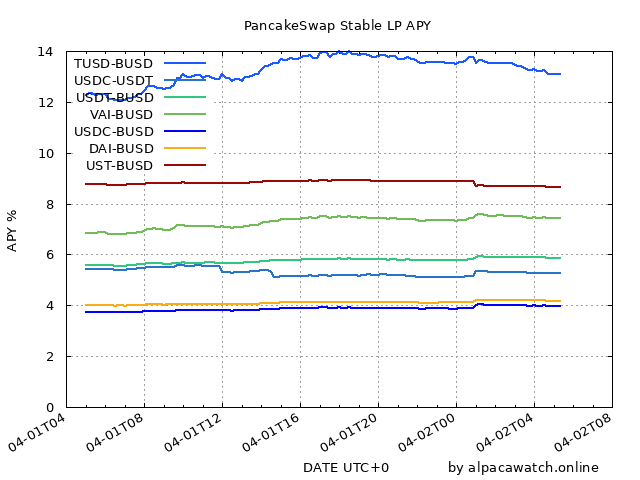 PancakeSwap Stable LP APY
APY %
14
12
10
8
6
4
2
0
TUSD-BUSD
USDC-USDT
USDT-BUSD
VAI-BUSD
USDC-BUSD
DAI-BUSD
UST-BUSD
04-01T04
04-01T08
04-01T12
04-01T16
04-01T20
04-02T00
04-02T04
04-02T08
DATE UTC+0
by alpacawatch.online